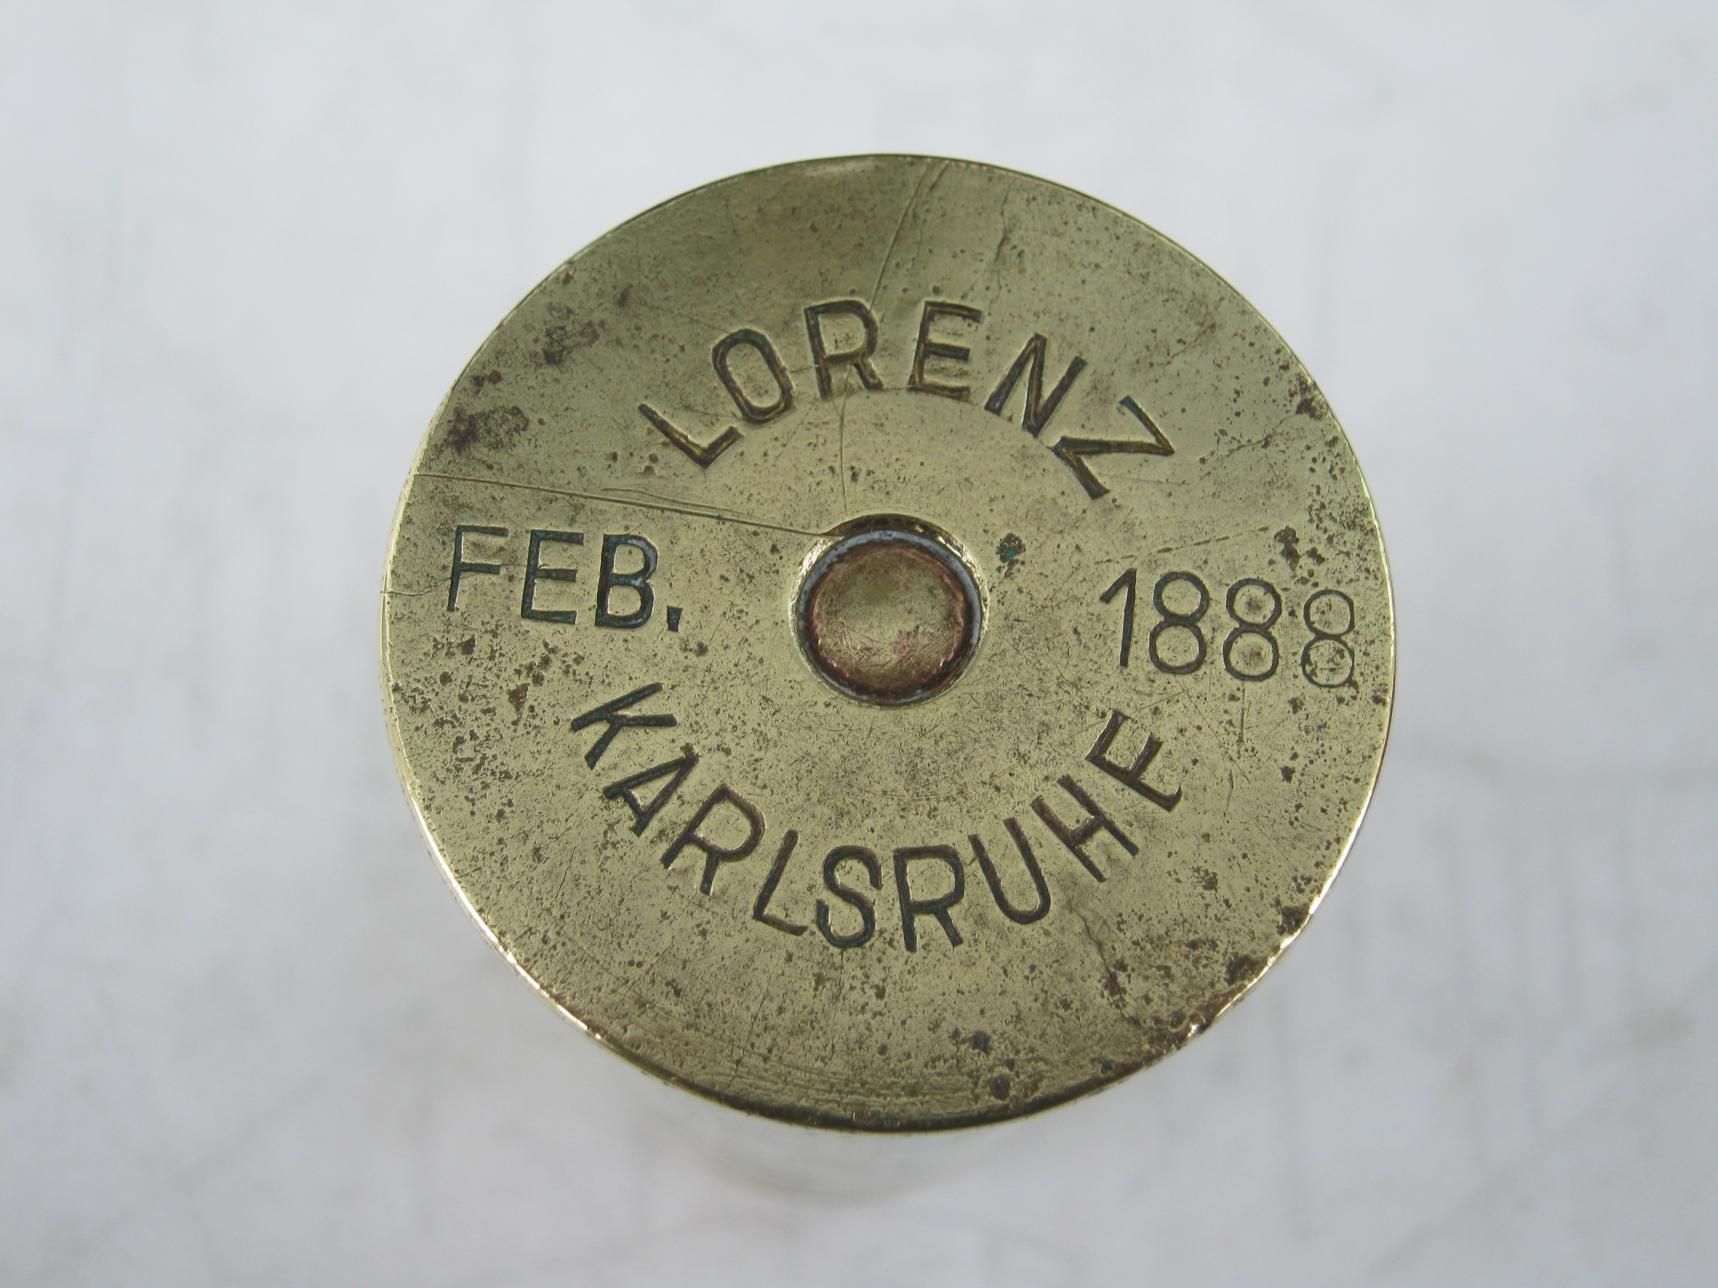 LORENZ
FEB. 1888
KARLSRUHE